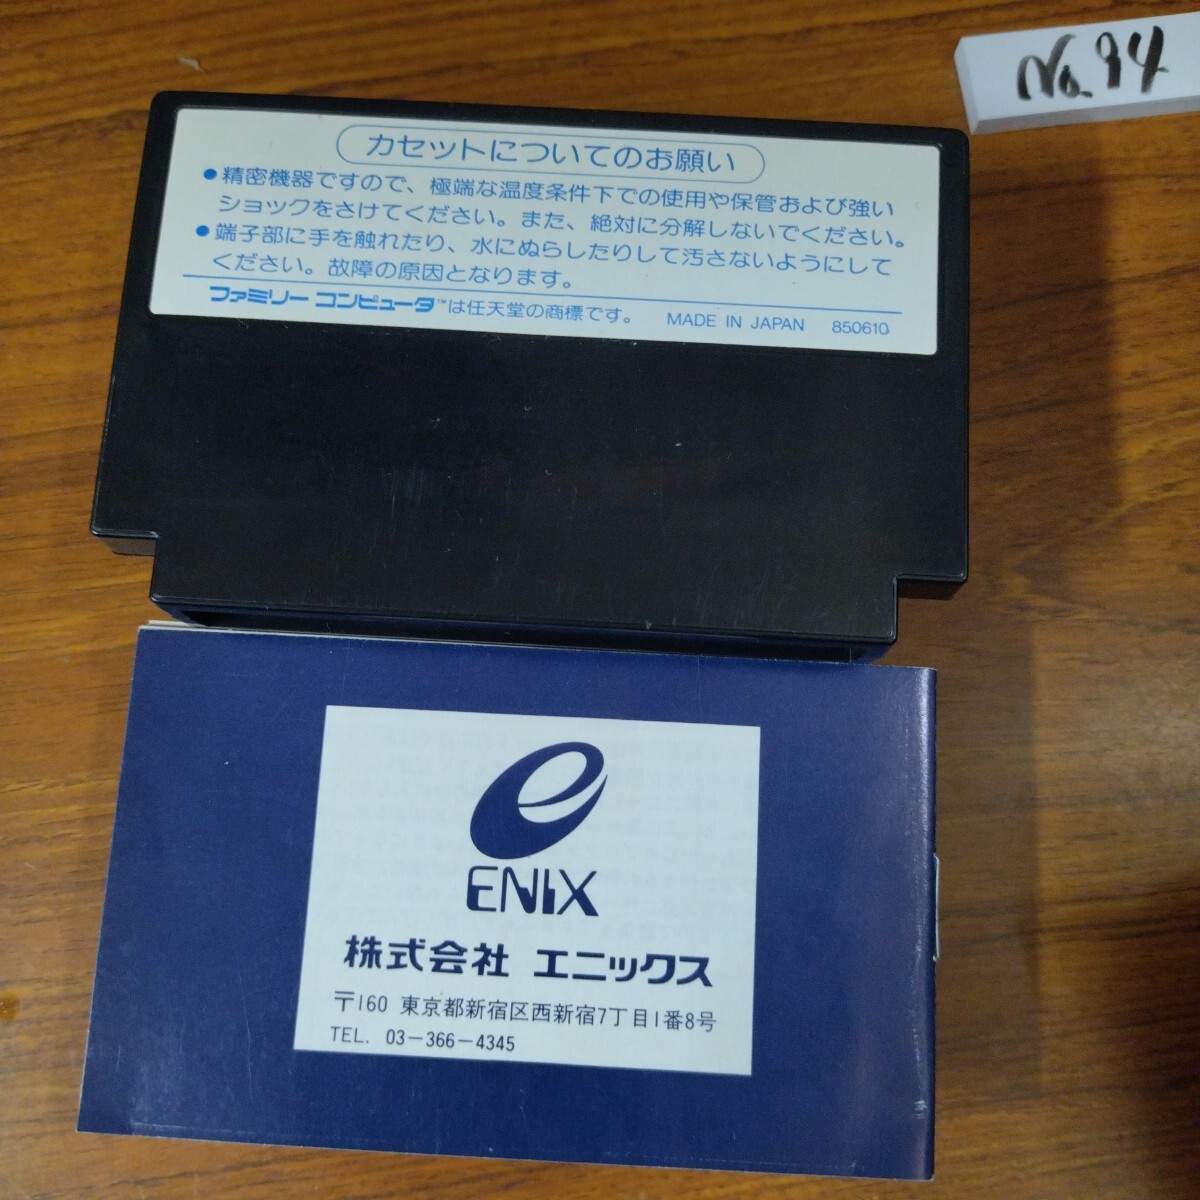 No.94
カセットについてのお願い
●精密機器ですので、極端な温度条件下での使用や保管および強い
ショックをさけてください。また、絶対に分解しないでください。
●端子部に手を触れたり、水にぬらしたりして汚さないようにして
ください。故障の原因となります。
ファミリーコンピュータ™は任天堂の商標です。 MADE IN JAPAN 850610
e
ENIX
株式会社 エニックス
〒160 東京都新宿区西新宿7丁目1番8号
TEL. 03-366-4345